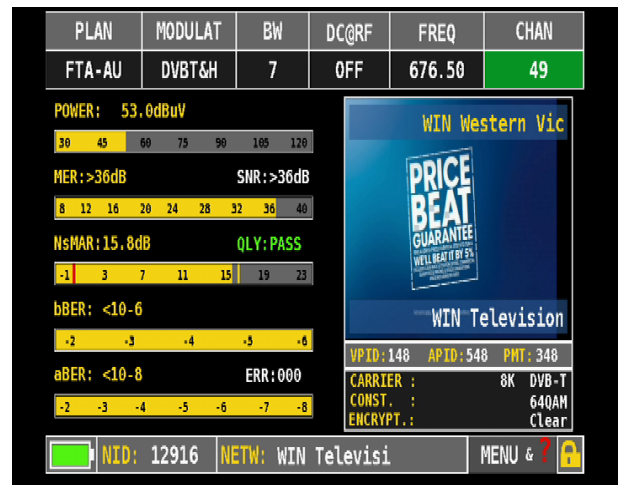 PLAN MODULAT BW DC@RF FREQ CHAN
FTA-AU DVBT&H 7 OFF 676.50 49
POWER: 53.0dBuV
30 45 60 75 90 105 120
MER:>36dB SNR:>36dB
8 12 16 20 24 28 32 36 40
NsMAR:15.8dB QLY:PASS
-1 3 7 11 15 19 23
bBER: <10-6
-2 -3 -4 -5 -6
aBER: <10-8 ERR:000
-2 -3 -4 -5 -6 -7 -8
WIN Western Vic
PRICE
BEAT
GUARANTEE
WE'LL BEAT IT BY 5%
WIN Television
VPID:148 APID:548 PMT:348
CARRIER : 8K DVB-T
CONST. : 64QAM
ENCRYPT.: Clear
NID: 12916 NETW: WIN Televisi MENU & ?